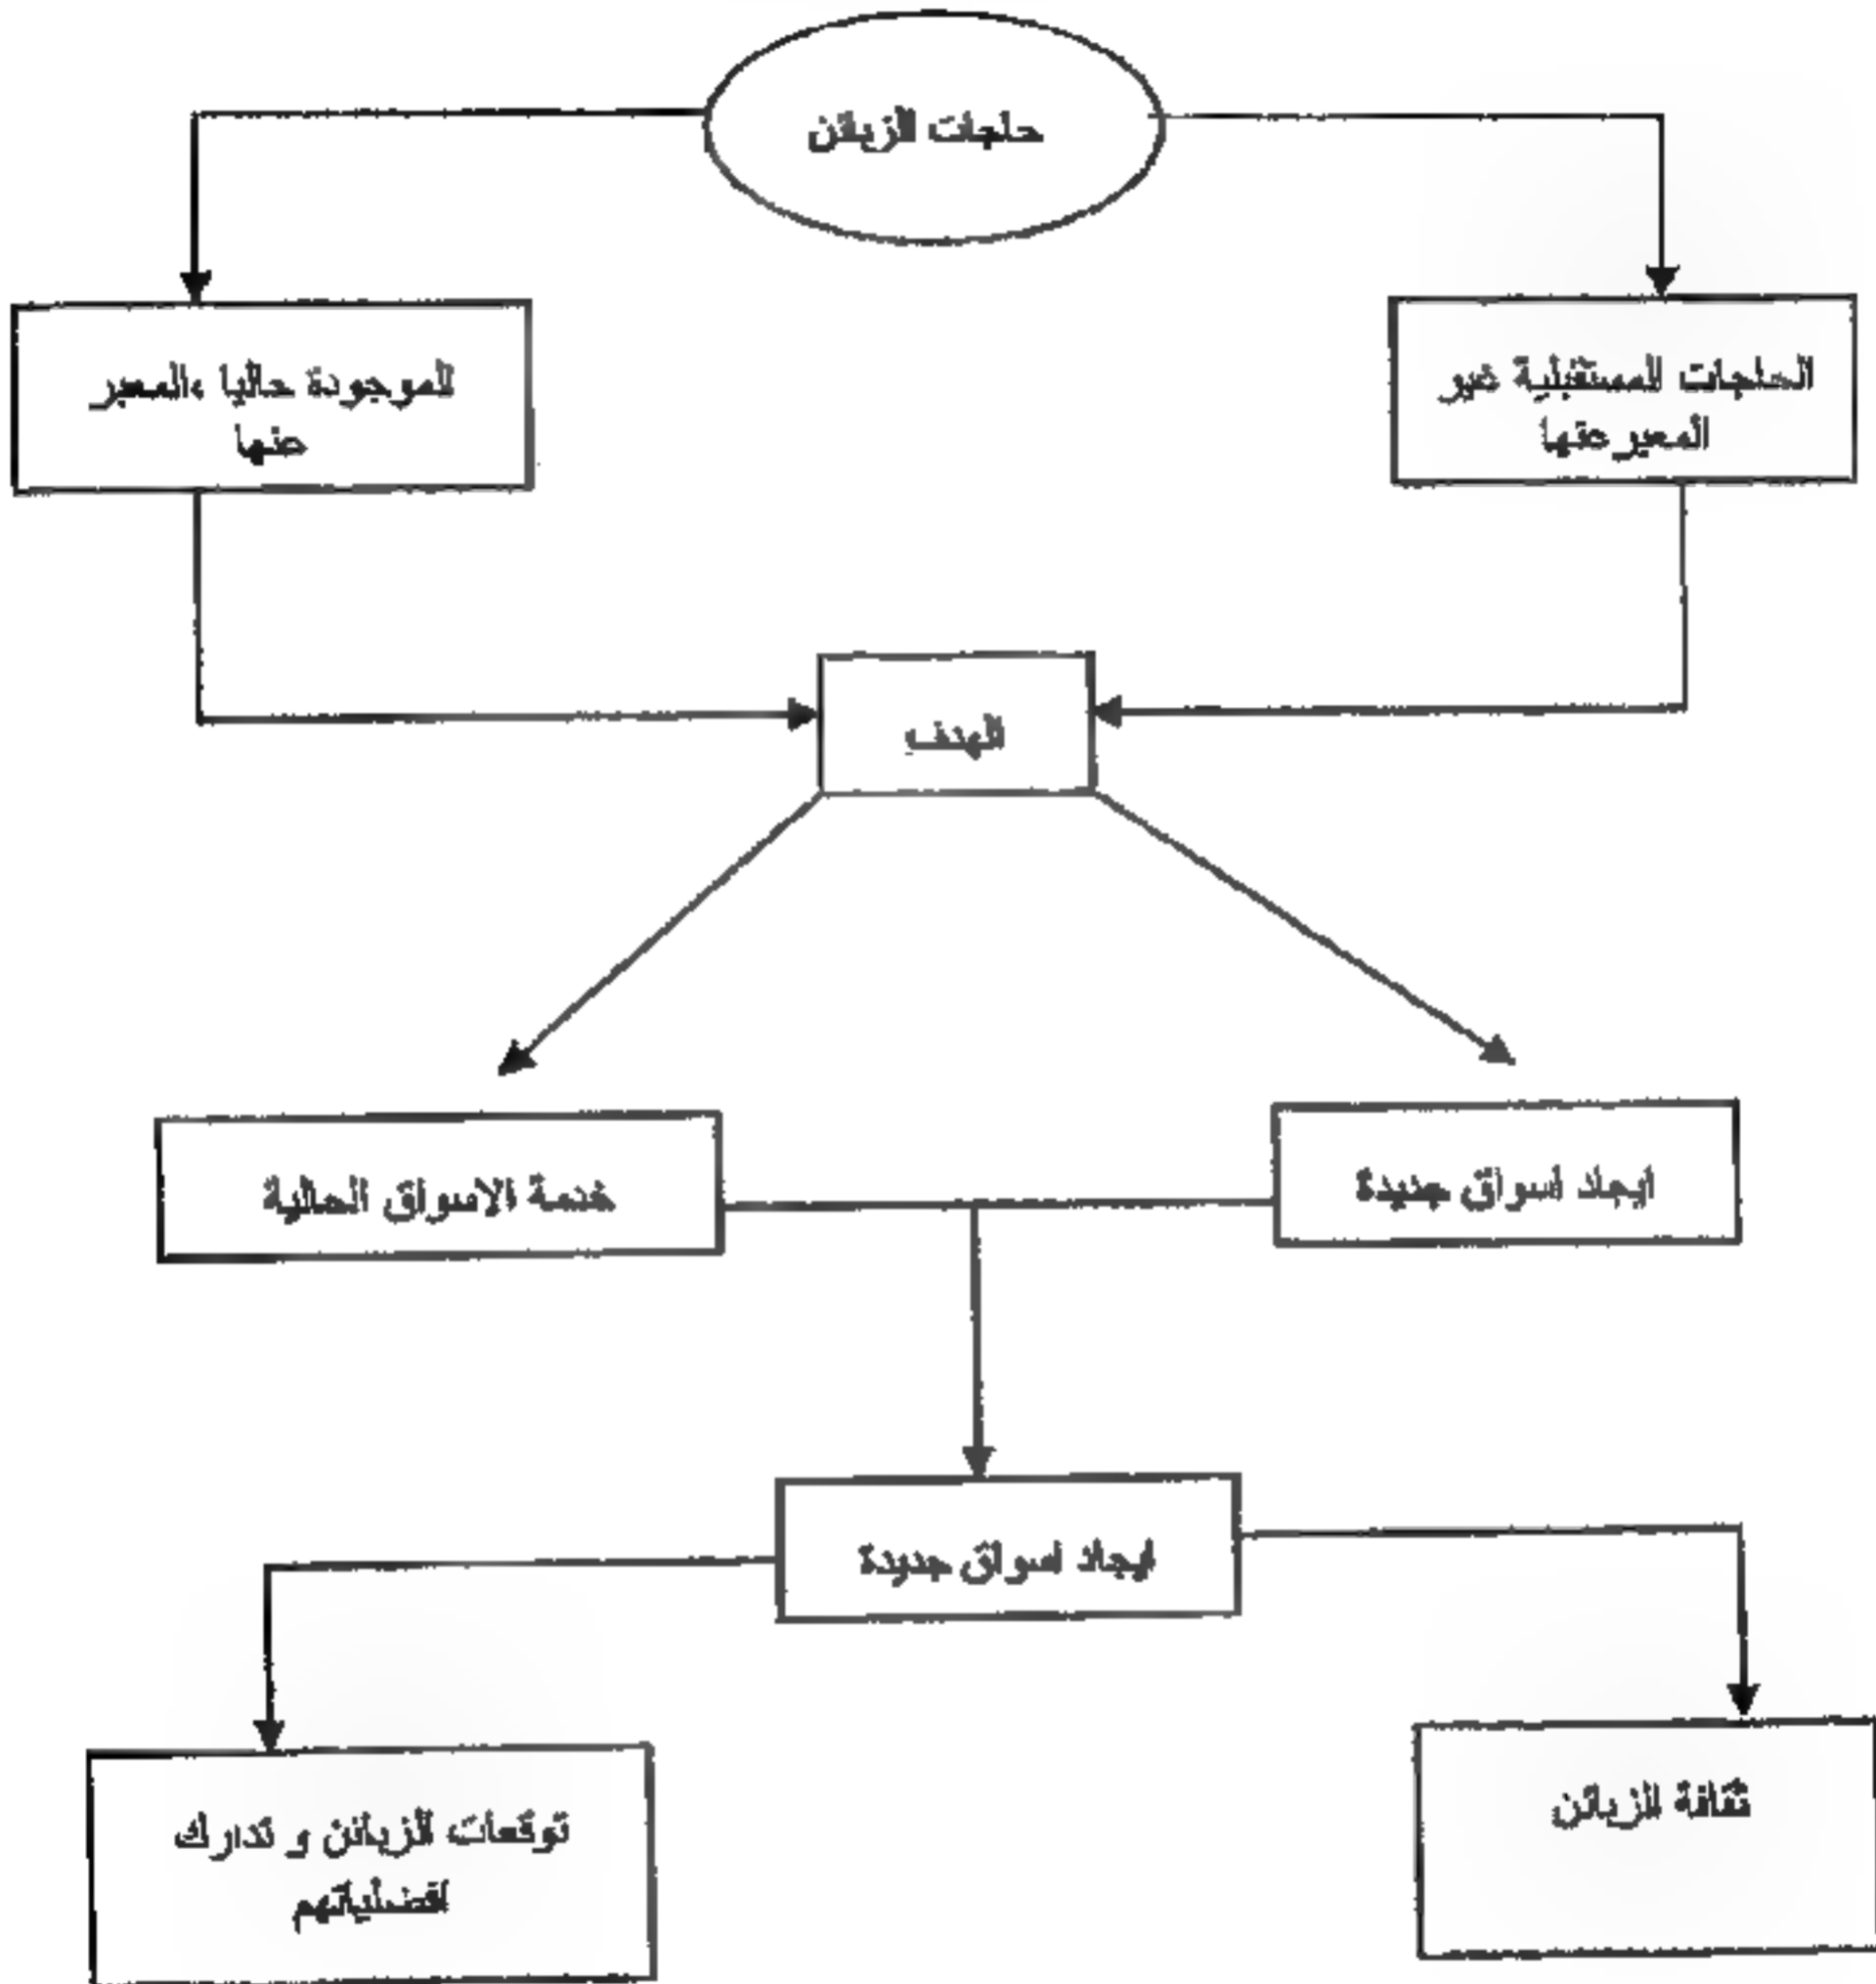 حاجات الزبائن
الحاجات المستقبلية غير
المعبر عنها
الموجودة حاليا والمعبر
عنها
الهدف
ايجاد اسواق جديدة
خدمة الاسواق الحالية
ايجاد اسواق جديدة
ثقافة الزبائن
توقعات الزبائن و تدارك
افضلياتهم